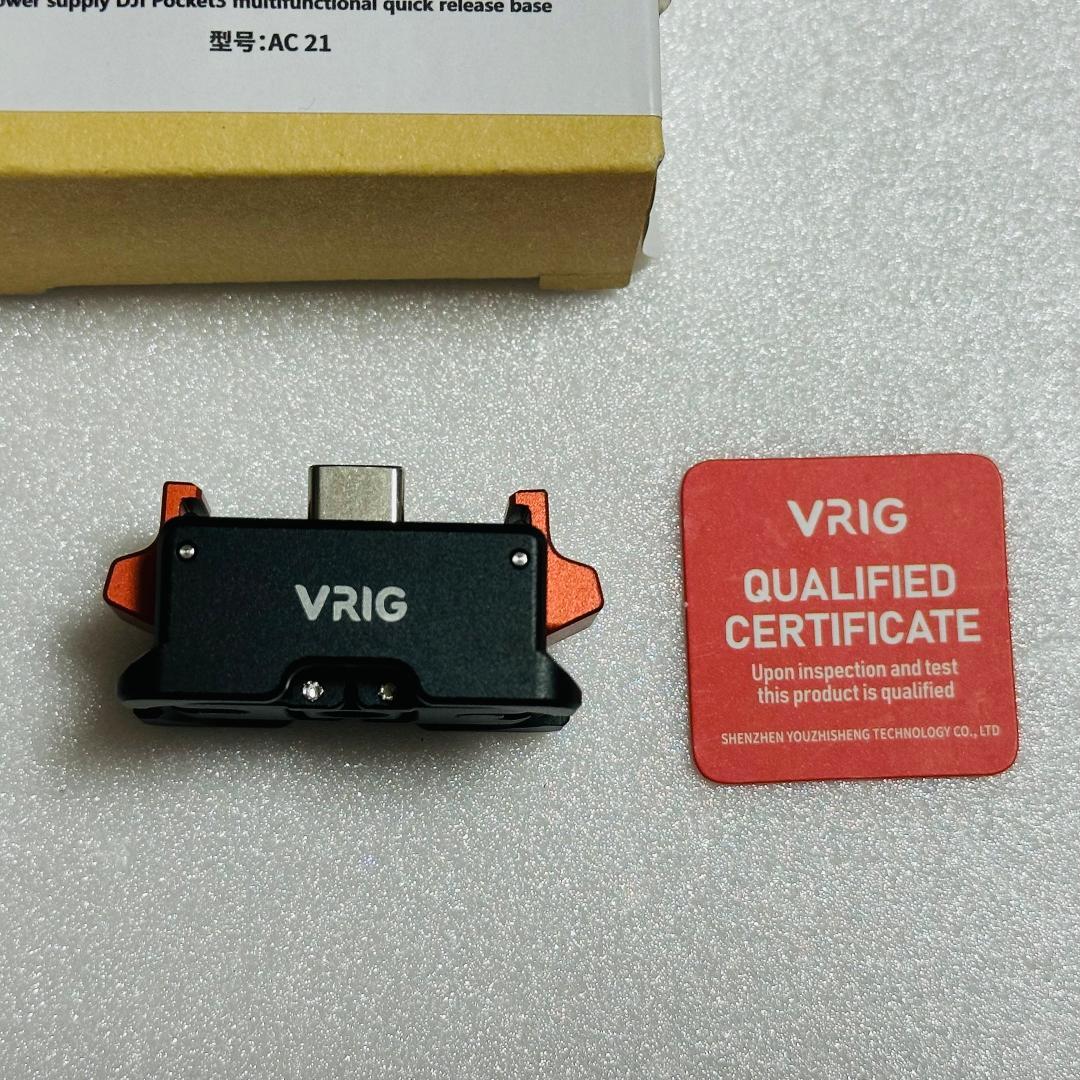 supply DJI Pocket3 multifunctional quick release base
型号:AC 21
VRIG
VRIG
QUALIFIED
CERTIFICATE
Upon inspection and test
this product is qualified
SHENZHEN YOUZHISHENG TECHNOLOGY CO., LTD